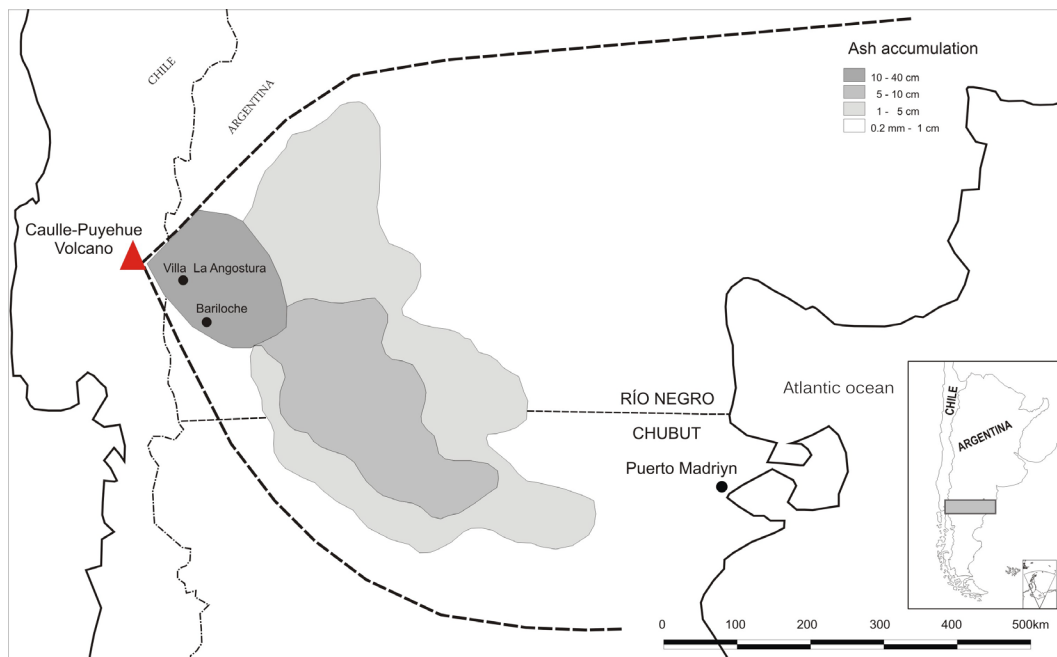 CHILE
ARGENTINA
Ash accumulation
10 - 40 cm
5 - 10 cm
1 - 5 cm
0.2 mm - 1 cm
Caulle-Puyehue
Volcano
Villa La Angostura
Bariloche
RÍO NEGRO
CHUBUT
Atlantic ocean
Puerto Madriyn
CHILE
ARGENTINA
0 100 200 300 400 500km